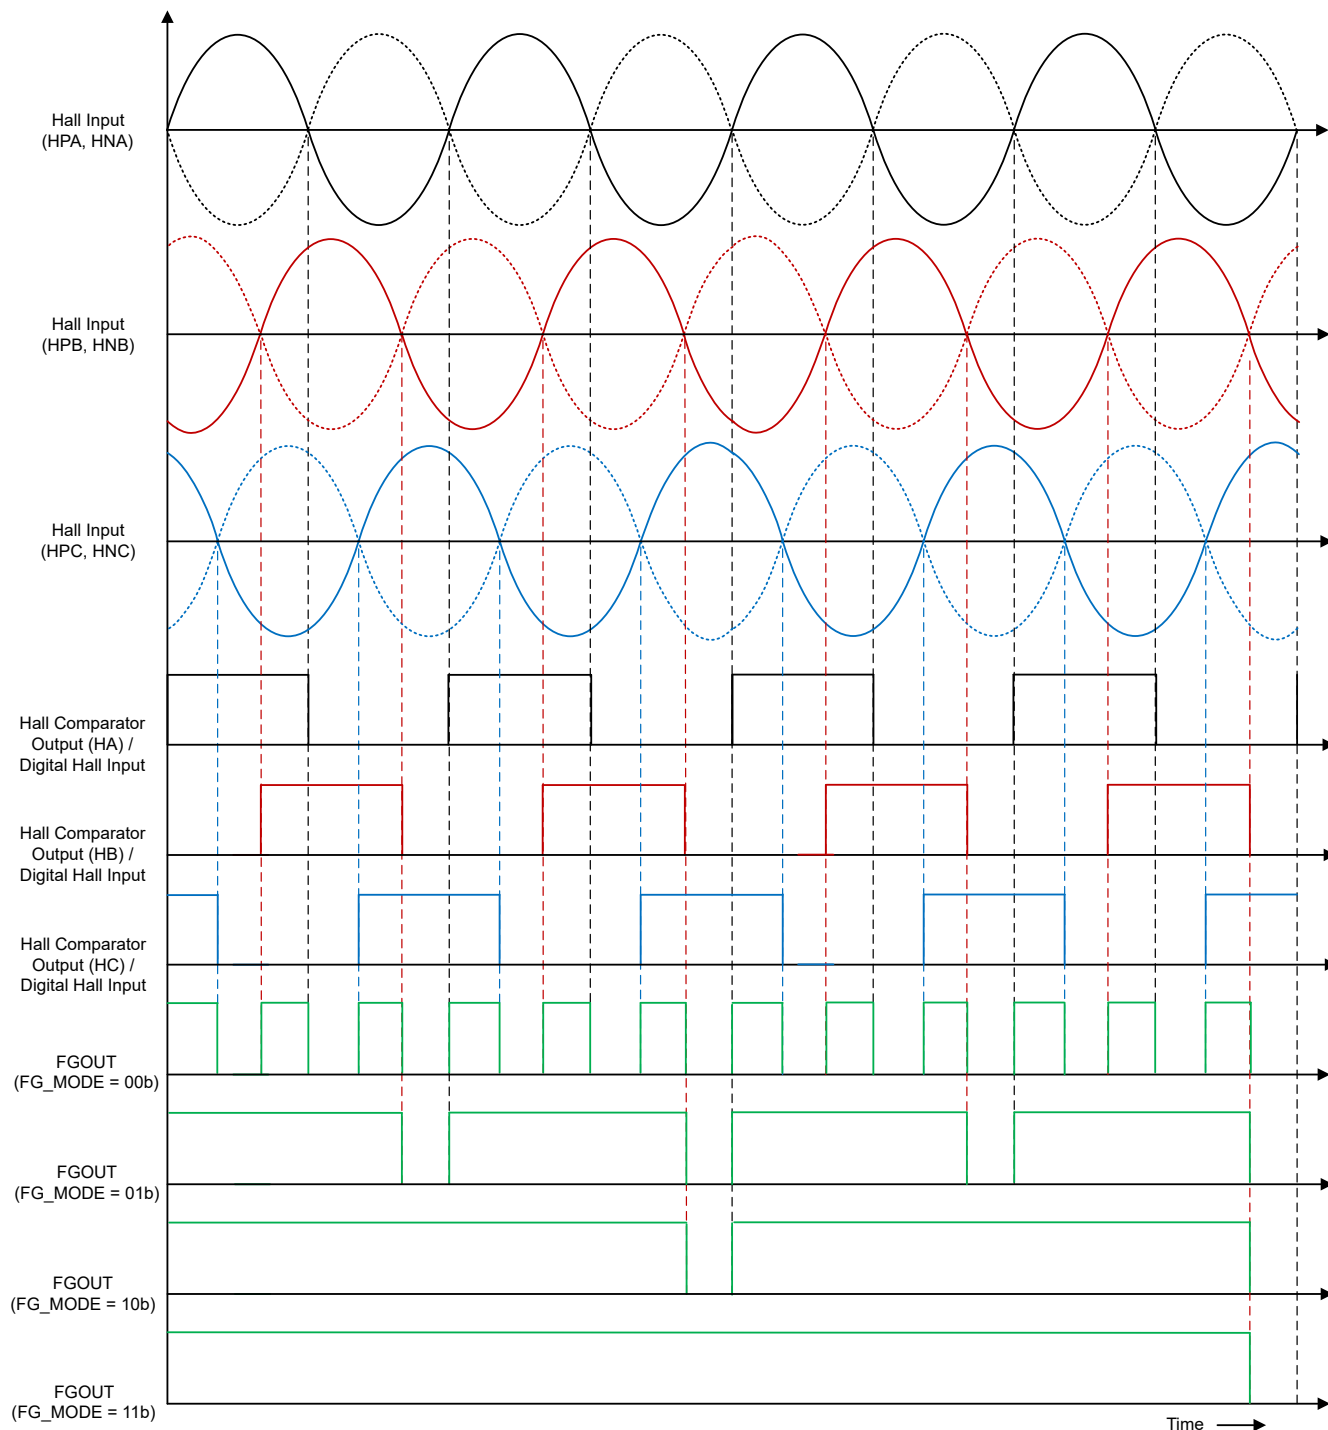 Hall Input
(HPA, HNA)
Hall Input
(HPB, HNB)
Hall Input
(HPC, HNC)
Hall Comparator
Output (HA) /
Digital Hall Input
Hall Comparator
Output (HB) /
Digital Hall Input
Hall Comparator
Output (HC) /
Digital Hall Input
FGOUT
(FG_MODE = 00b)
FGOUT
(FG_MODE = 01b)
FGOUT
(FG_MODE = 10b)
FGOUT
(FG_MODE = 11b)
Time